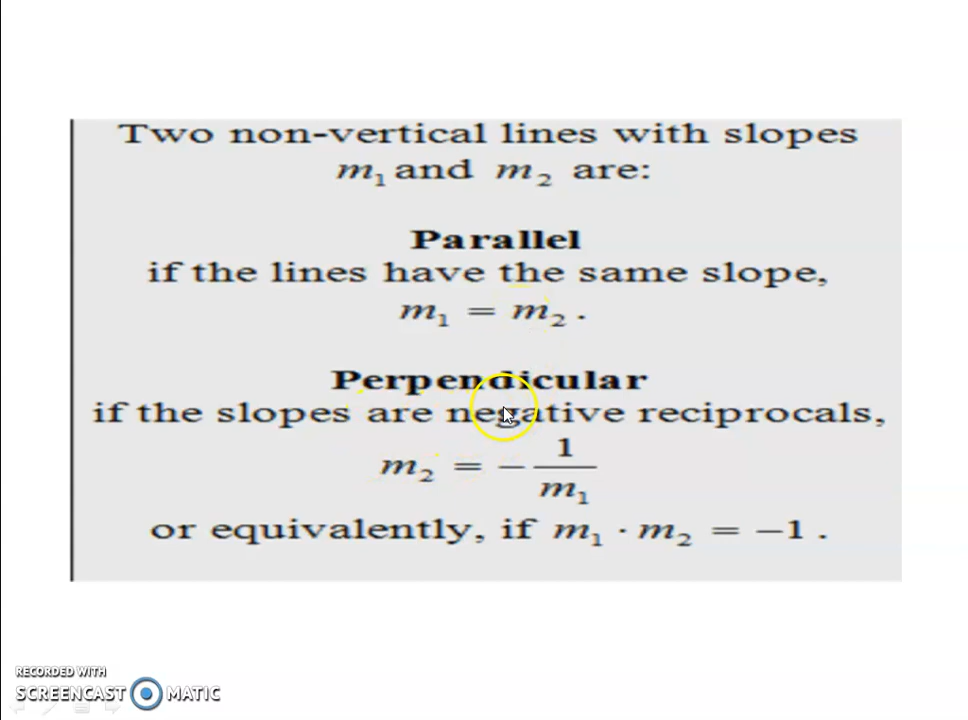 Two non-vertical lines with slopes
m₁ and m₂ are:
Parallel
if the lines have the same slope,
m₁ = m₂ .
Perpendicular
if the slopes are negative reciprocals,
m₂ = − 1/m₁
or equivalently, if m₁ · m₂ = −1 .
RECORDED WITH
SCREENCAST MATIC